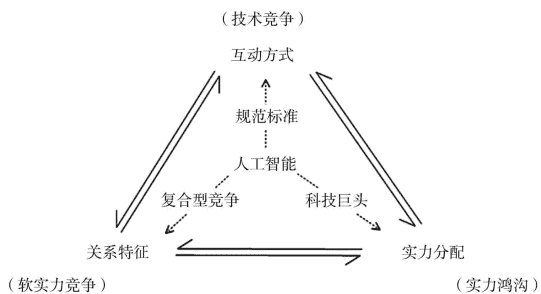 （技术竞争）
互动方式
规范标准
人工智能
复合型竞争
科技巨头
关系特征
实力分配
（软实力竞争）
（实力鸿沟）